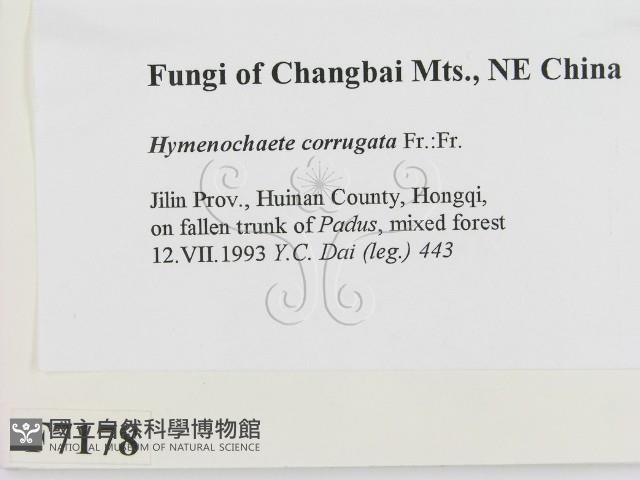 Fungi of Changbai Mts., NE China
Hymenochaete corrugata Fr.:Fr.
Jilin Prov., Huinan County, Hongqi,
on fallen trunk of Padus, mixed forest
12.VII.1993 Y.C. Dai (leg.) 443
國立自然科學博物館
NATIONAL MUSEUM OF NATURAL SCIENCE
F7178